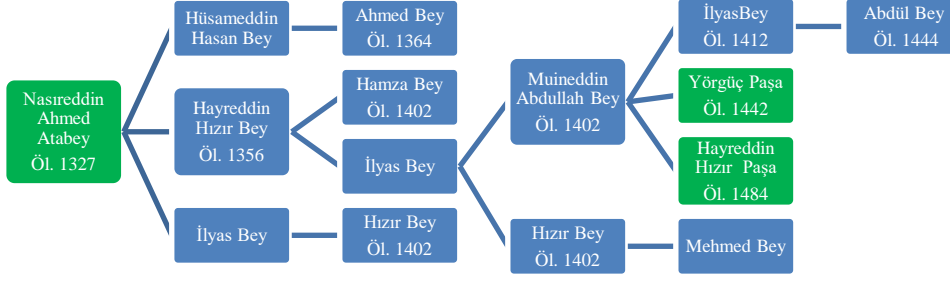 Nasıreddin
Ahmed
Atabey
Öl. 1327
Hüsameddin
Hasan Bey
Ahmed Bey
Öl. 1364
Hayreddin
Hızır Bey
Öl. 1356
Hamza Bey
Öl. 1402
İlyas Bey
Muineddin
Abdullah Bey
Öl. 1402
İlyasBey
Öl. 1412
Abdül Bey
Öl. 1444
Yörgüç Paşa
Öl. 1442
Hayreddin
Hızır Paşa
Öl. 1484
Hızır Bey
Öl. 1402
Mehmed Bey
İlyas Bey
Hızır Bey
Öl. 1402